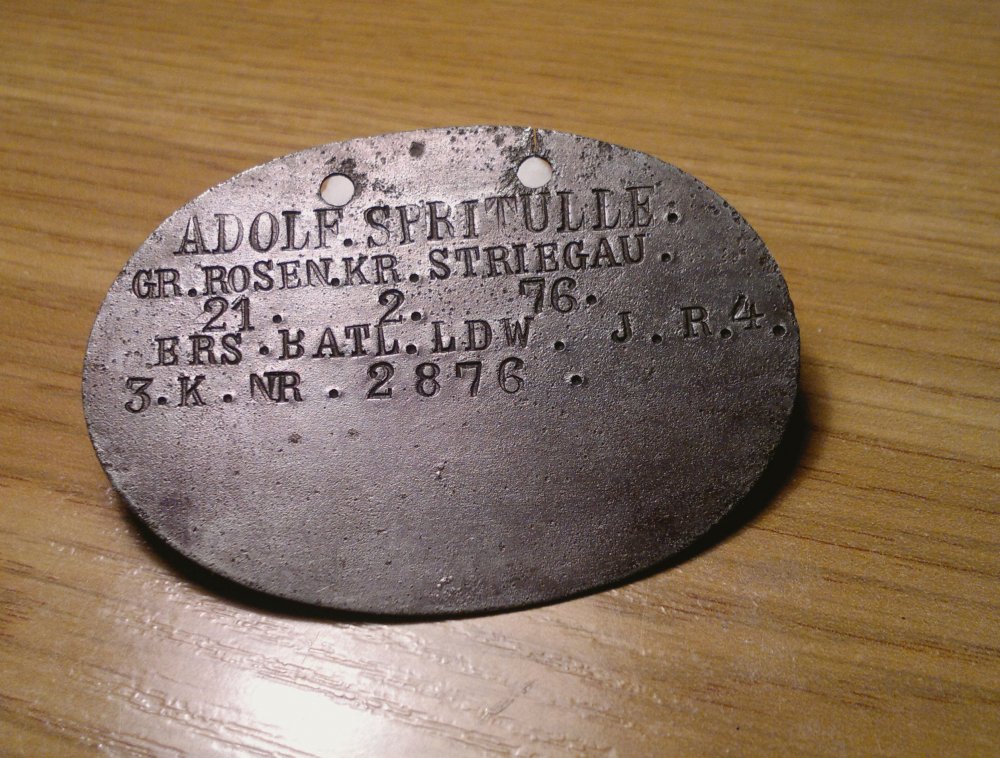 ADOLF.SPRITULLE.
GR.ROSEN.KR.STRIEGAU.
21.2.76.
ERS.BATL.LDW.J.R.4.
3.K.NR.2876.